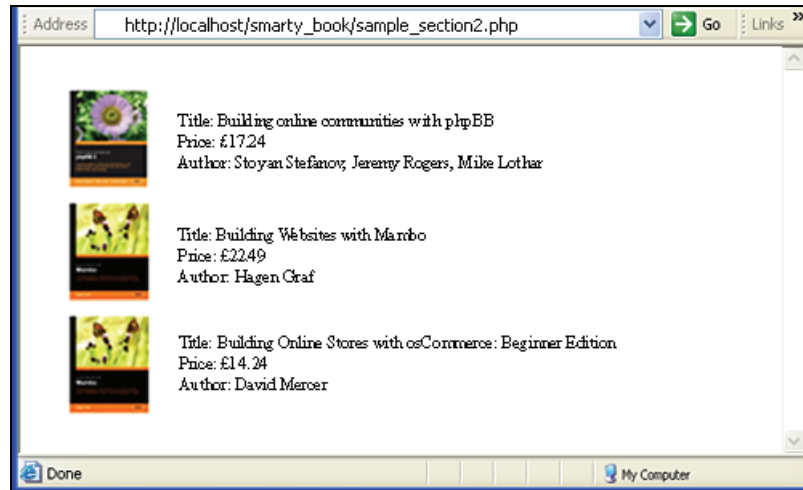 Address http://localhost/smarty_book/sample_section2.php Go Links »
Title: Building online communities with phpBB
Price: £17.24
Author: Stoyan Stefanov, Jeremy Rogers, Mike Lothar
Title: Building Websites with Mambo
Price: £22.49
Author: Hagen Graf
Mambo
Title: Building Online Stores with osCommerce: Beginner Edition
Price: £14.24
Author: David Mercer
Mambo
Done My Computer